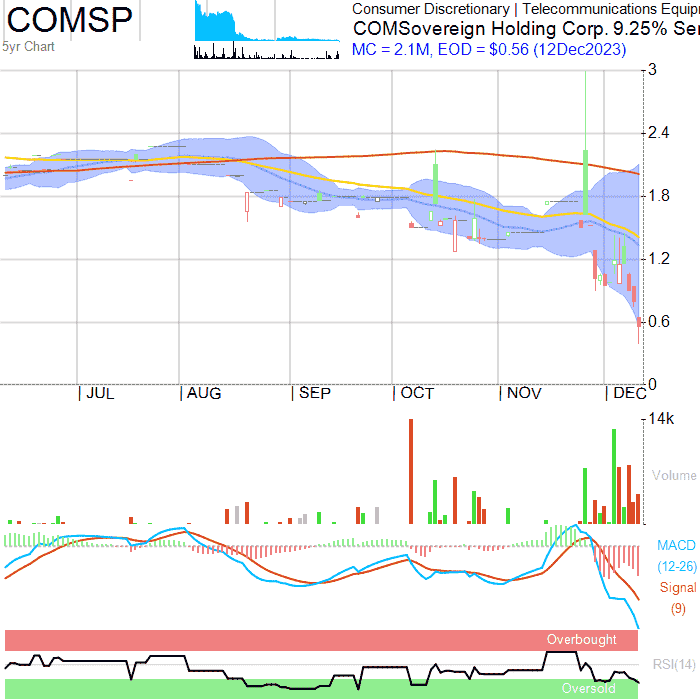 COMSP
5yr Chart
Consumer Discretionary | Telecommunications Equip
COMSovereign Holding Corp. 9.25% Ser
MC = 2.1M, EOD = $0.56 (12Dec2023)
3
2.4
1.8
1.2
0.6
0
| JUL | AUG | SEP | OCT | NOV | DEC
14k
Volume
MACD
(12-26)
Signal
(9)
Overbought
RSI(14)
Oversold